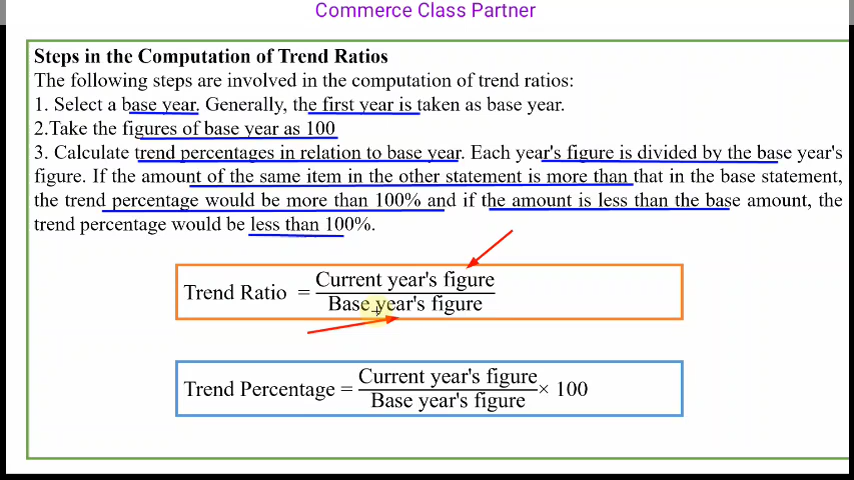 Commerce Class Partner
Steps in the Computation of Trend Ratios
The following steps are involved in the computation of trend ratios:
1. Select a base year. Generally, the first year is taken as base year.
2.Take the figures of base year as 100
3. Calculate trend percentages in relation to base year. Each year's figure is divided by the base year's
figure. If the amount of the same item in the other statement is more than that in the base statement,
the trend percentage would be more than 100% and if the amount is less than the base amount, the
trend percentage would be less than 100%.
Trend Ratio = Current year's figure
Base year's figure
Trend Percentage = Current year's figure × 100
Base year's figure